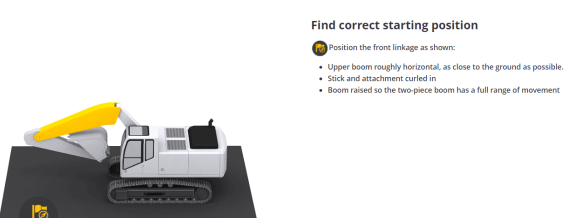 Find correct starting position
Position the front linkage as shown:
• Upper boom roughly horizontal, as close to the ground as possible.
• Stick and attachment curled in
• Boom raised so the two-piece boom has a full range of movement